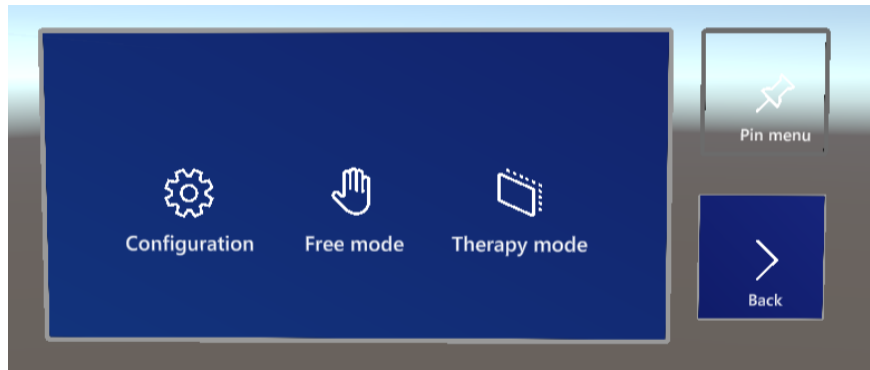 Pin menu
Configuration
Free mode
Therapy mode
Back